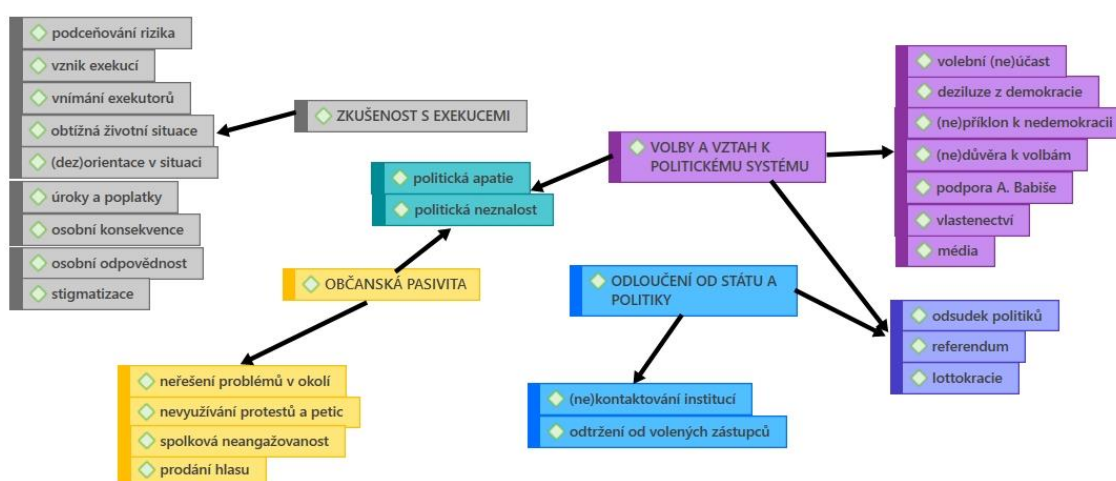 podceňování rizika
vznik exekucí
vnímání exekutorů
obtížná životní situace
(dez)orientace v situaci
úroky a poplatky
osobní konsekvence
osobní odpovědnost
stigmatizace
ZKUŠENOST S EXEKUCEMI
politická apatie
politická neznalost
OBČANSKÁ PASIVITA
neřešení problémů v okolí
nevyužívání protestů a petic
spolková neangažovanost
prodání hlasu
VOLBY A VZTAH K
POLITICKÉMU SYSTÉMU
ODLOUČENÍ OD STÁTU A
POLITIKY
(ne)kontaktování institucí
odtržení od volených zástupců
volební (ne)účast
deziluze z demokracie
(ne)příklon k nedemokracii
(ne)důvěra k volbám
podpora A. Babiše
vlastenectví
média
odsudek politiků
referendum
lottokracie